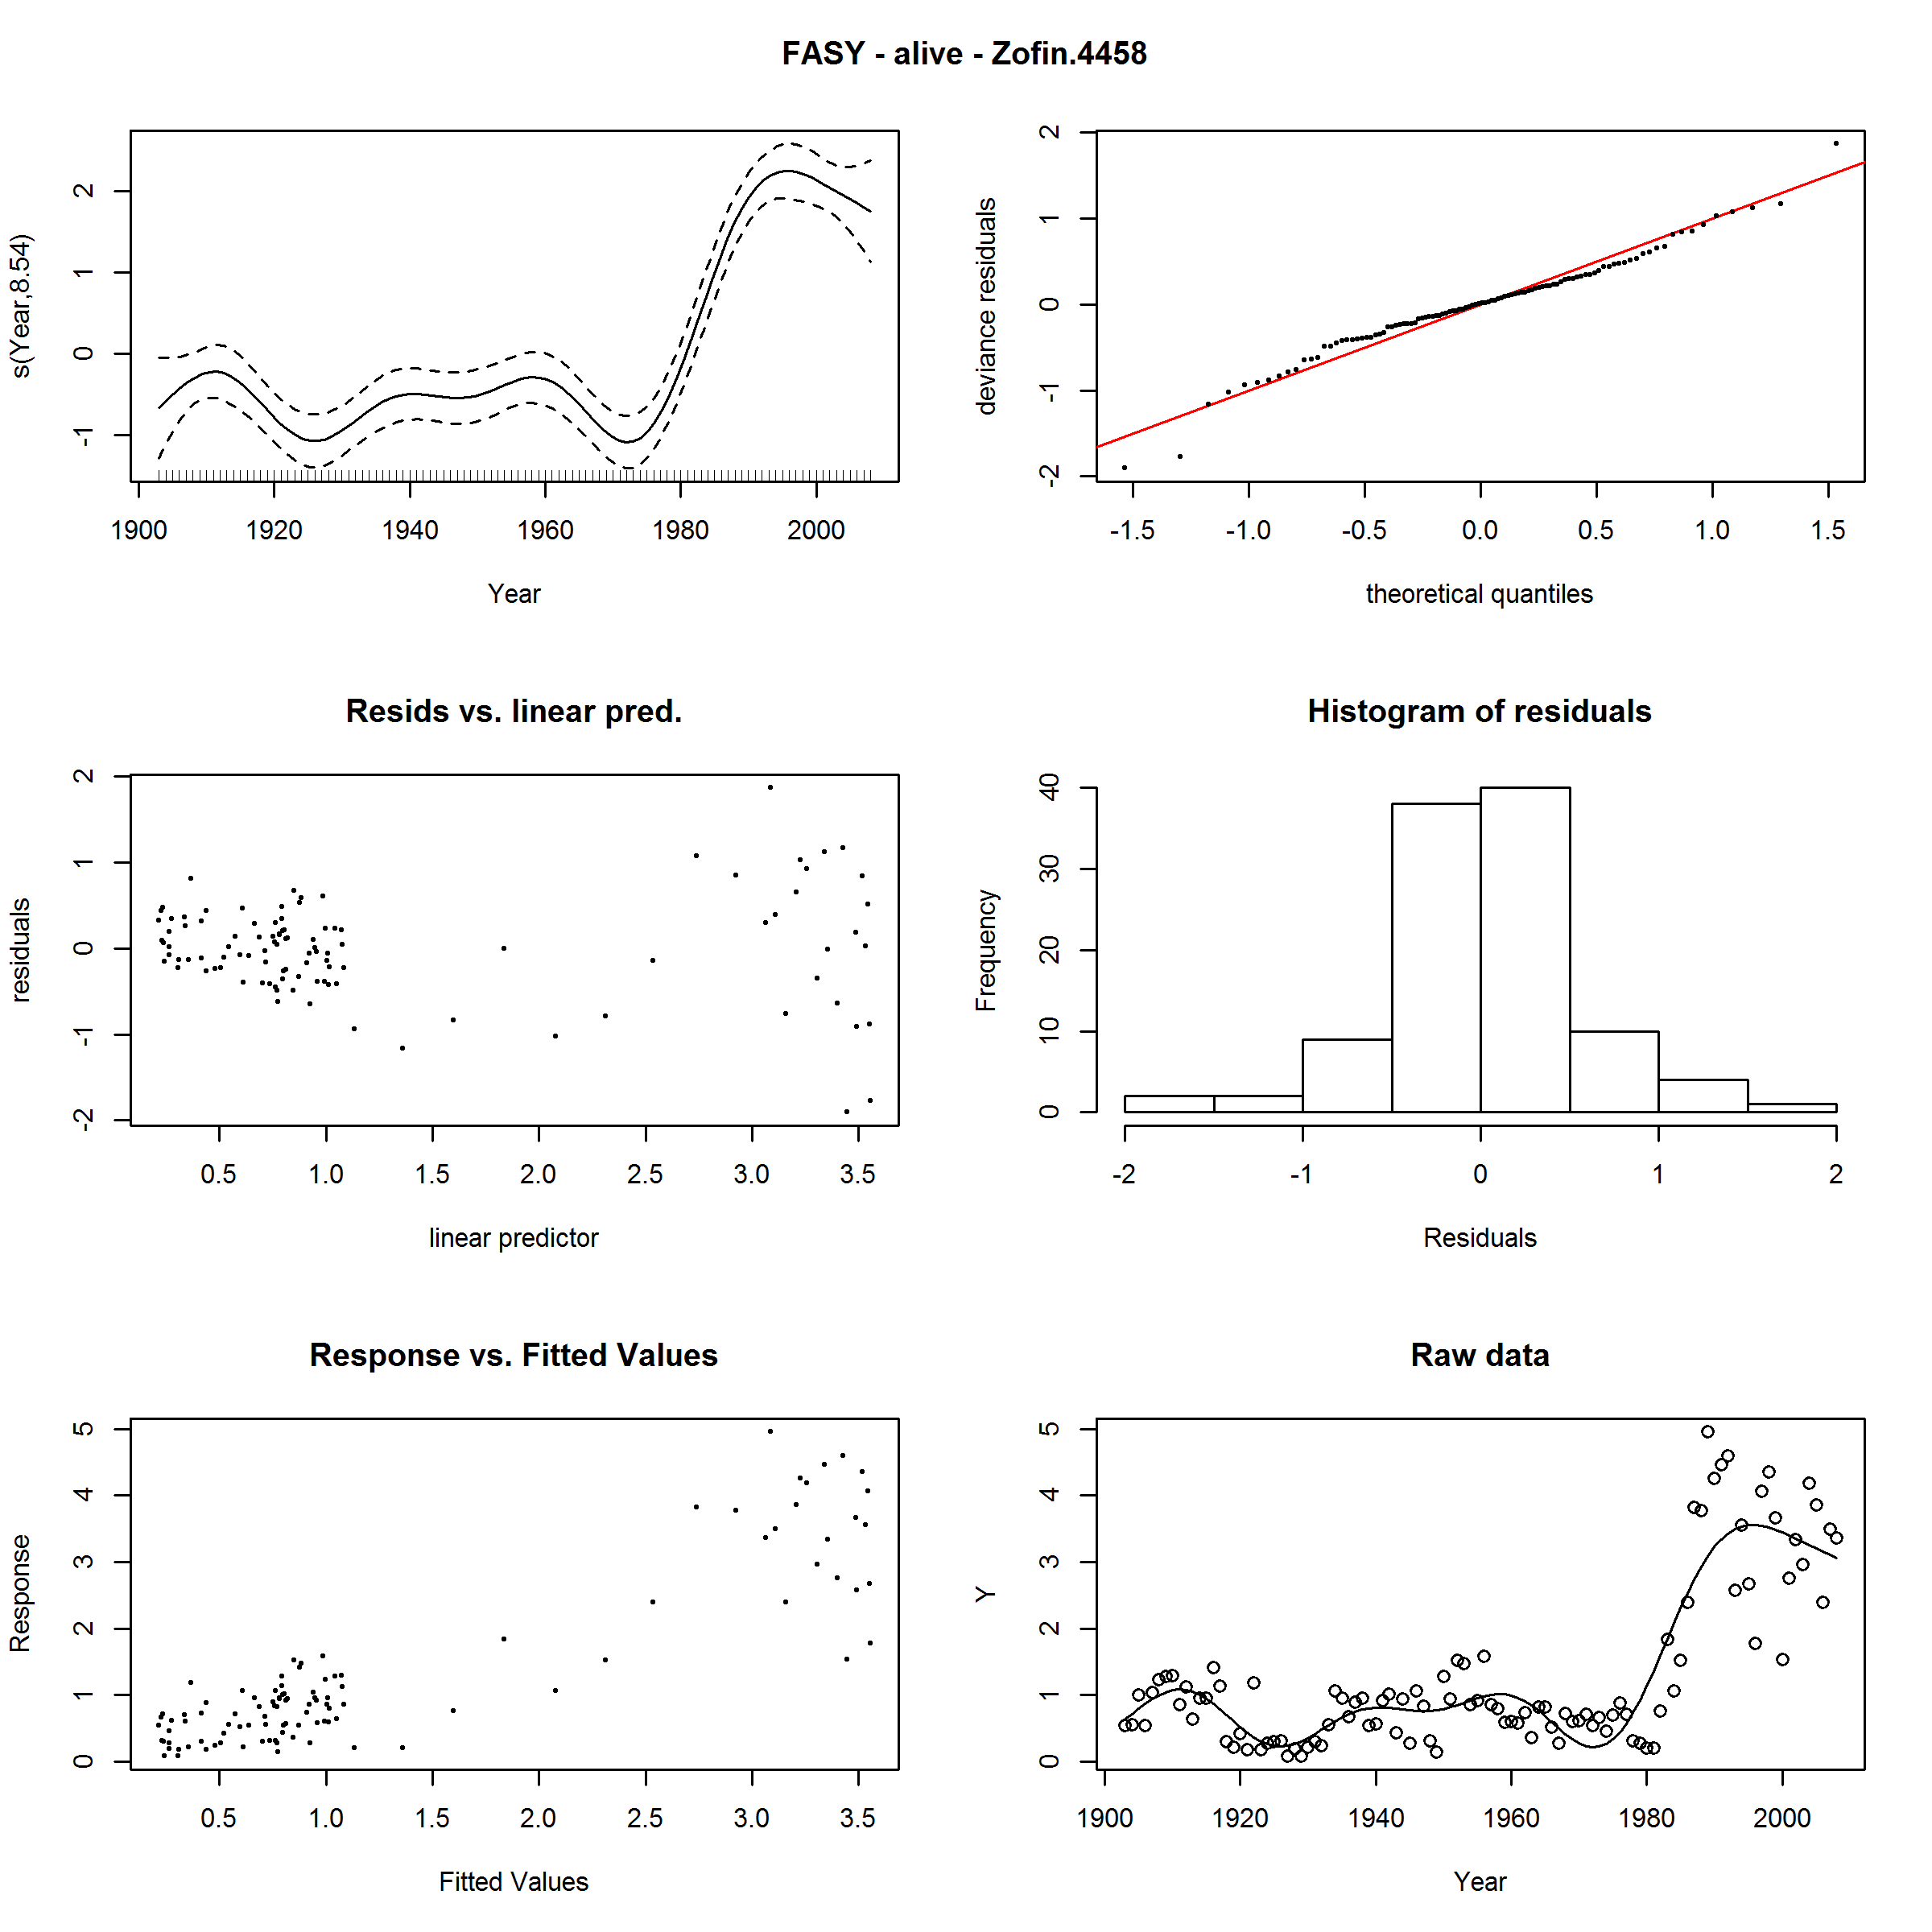 FASY - alive - Zofin.4458
s(Year,8.54)
2
1
0
-1
1900 1920 1940 1960 1980 2000
Year
deviance residuals
2
1
0
-1
-2
-1.5 -1.0 -0.5 0.0 0.5 1.0 1.5
theoretical quantiles
Resids vs. linear pred.
residuals
2
1
0
-1
-2
0.5 1.0 1.5 2.0 2.5 3.0 3.5
linear predictor
Histogram of residuals
Frequency
40
30
20
10
0
-2 -1 0 1 2
Residuals
Response vs. Fitted Values
Response
5
4
3
2
1
0
0.5 1.0 1.5 2.0 2.5 3.0 3.5
Fitted Values
Raw data
Y
5
4
3
2
1
0
1900 1920 1940 1960 1980 2000
Year